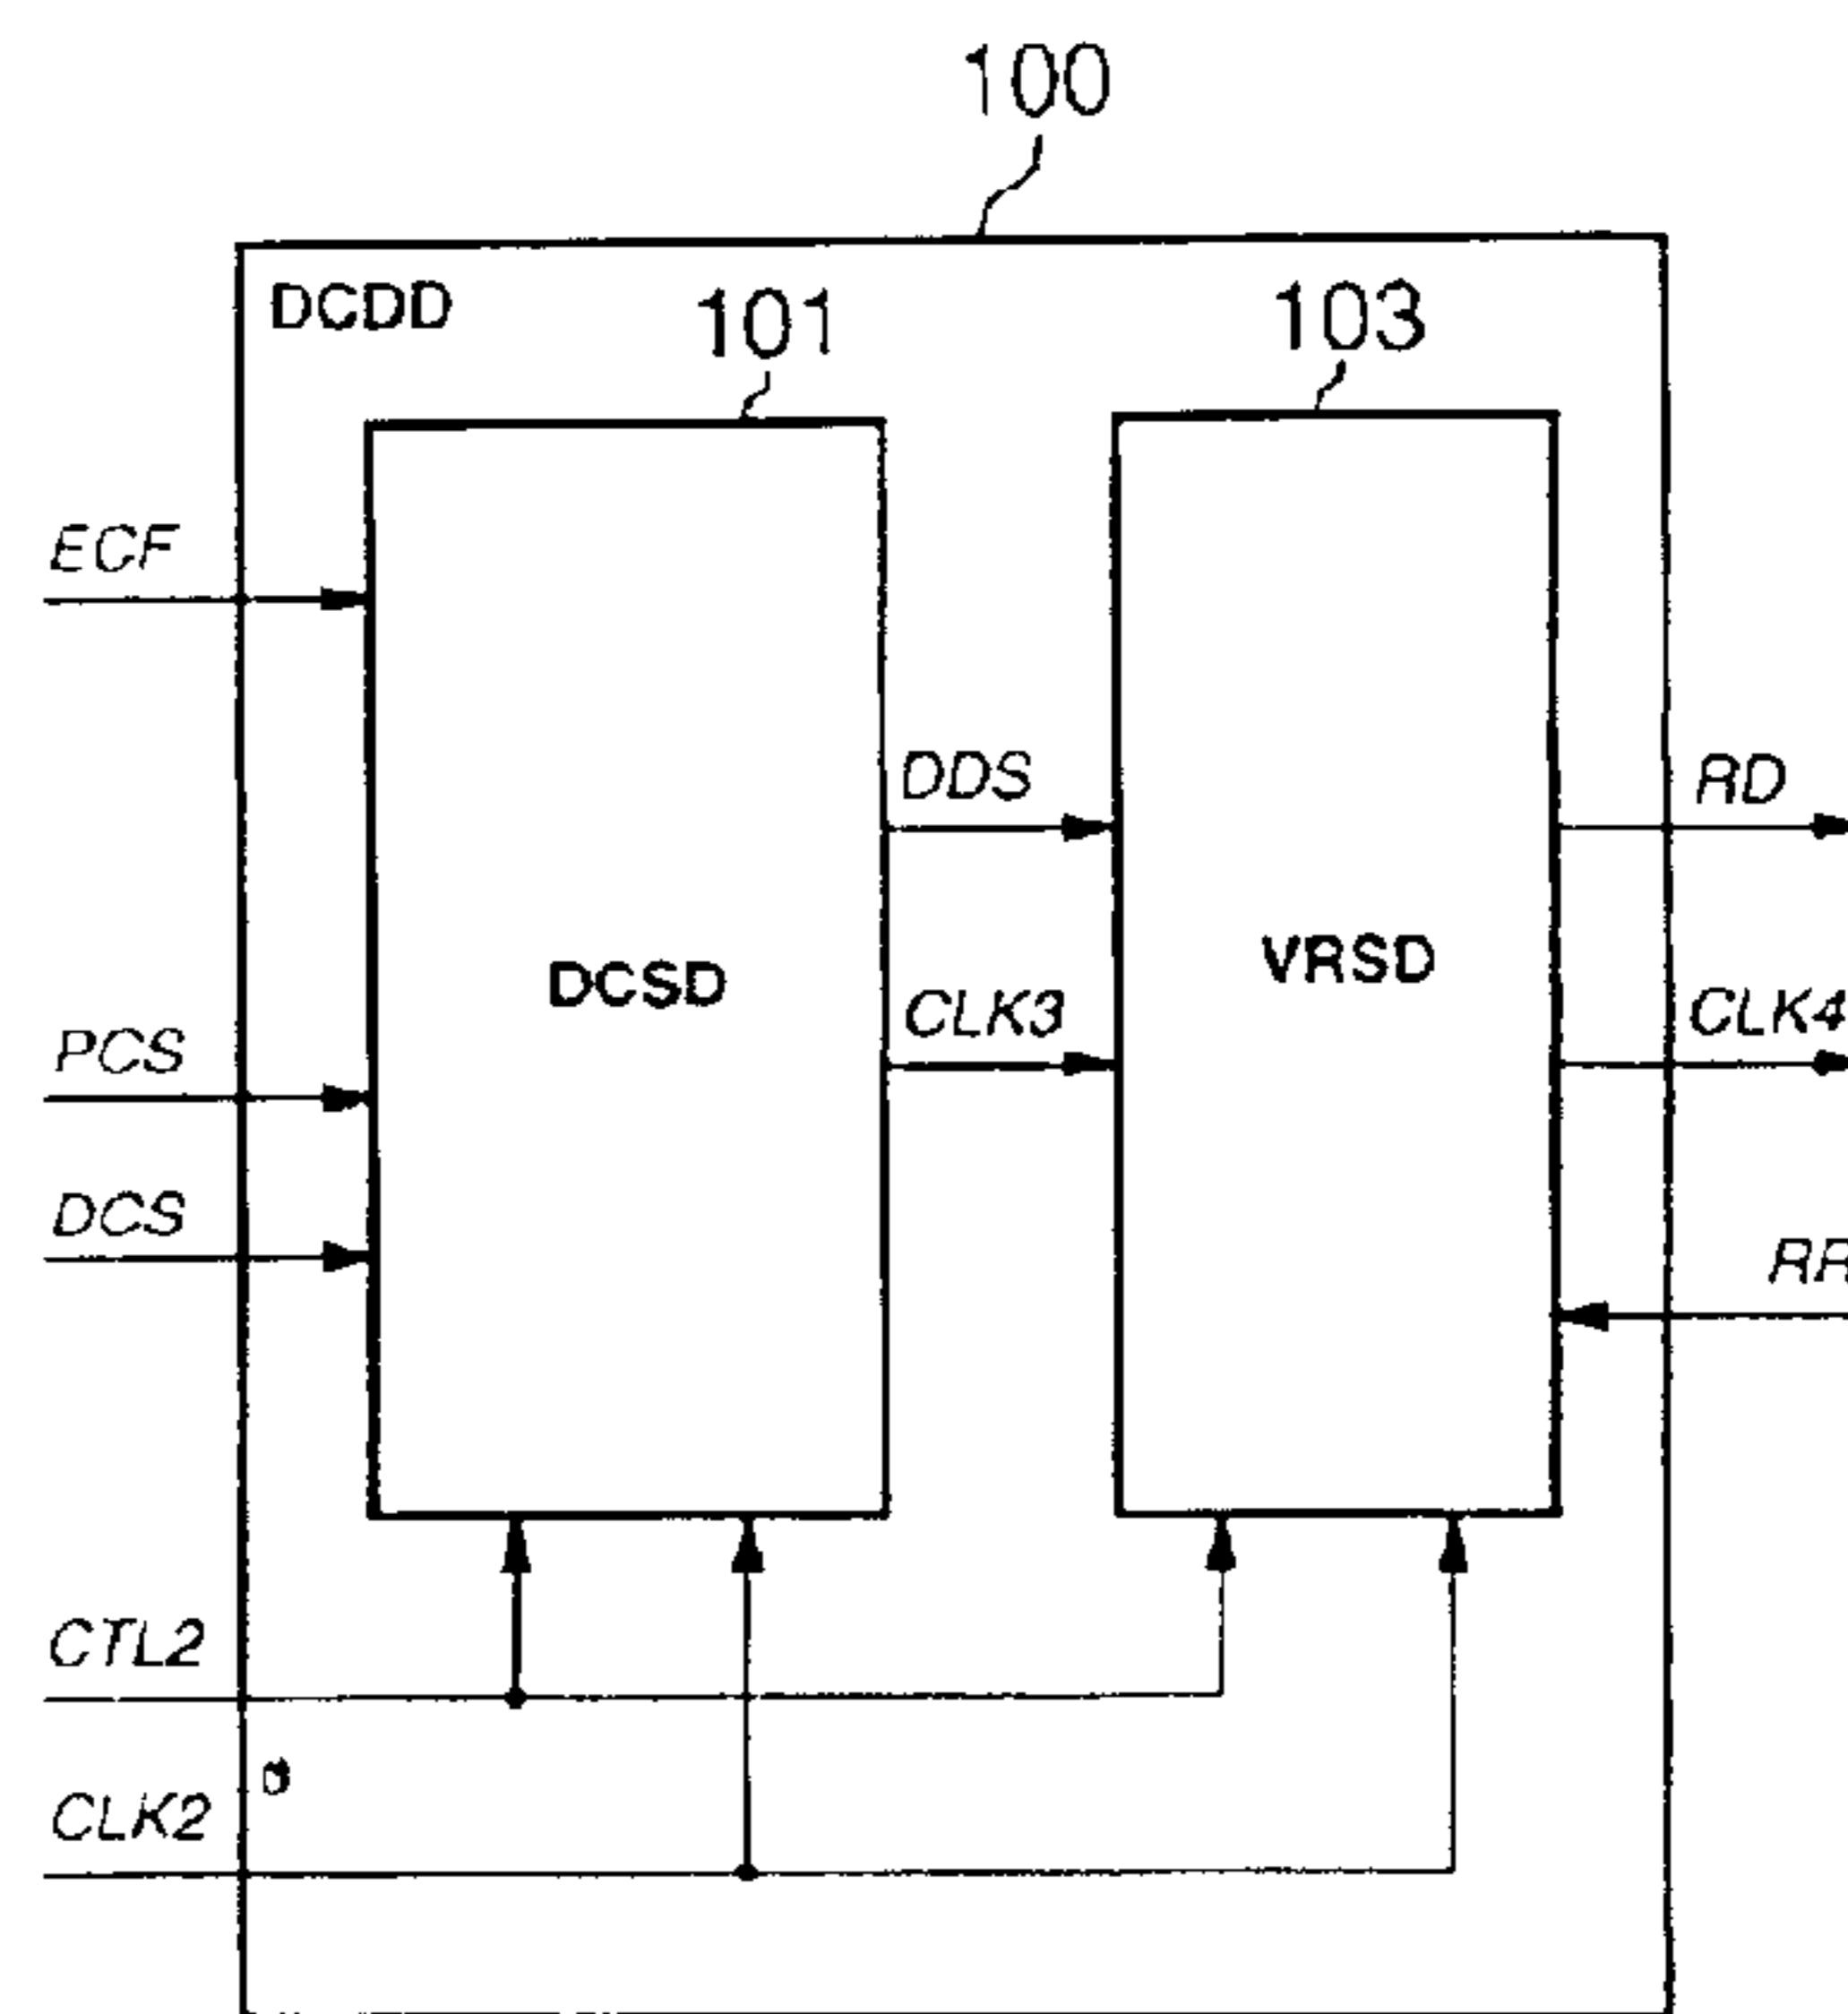 100
DCDD
101
103
ECF
DDS
RD
DCSD
VRSD
CLK3
CLK4
PCS
DCS
CTL2
CLK2